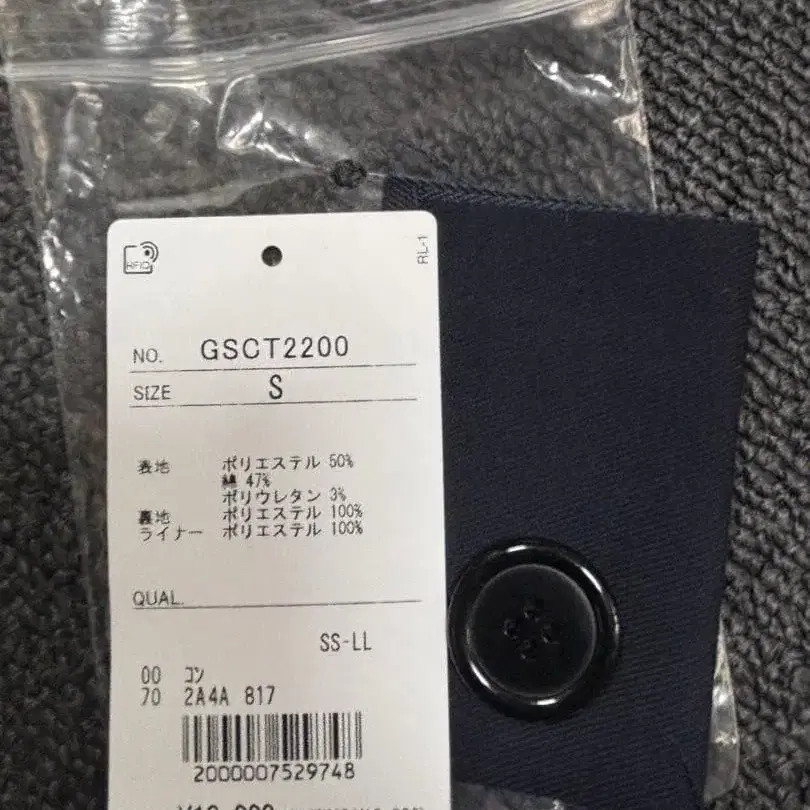 RFID
RL-1
NO. GSCT2200
SIZE S
表地 ポリエステル 50%
綿 47%
ポリウレタン 3%
裏地 ポリエステル 100%
ライナー ポリエステル 100%
QUAL.
SS-LL
00 コン
70 2A4A 817
2000007529748